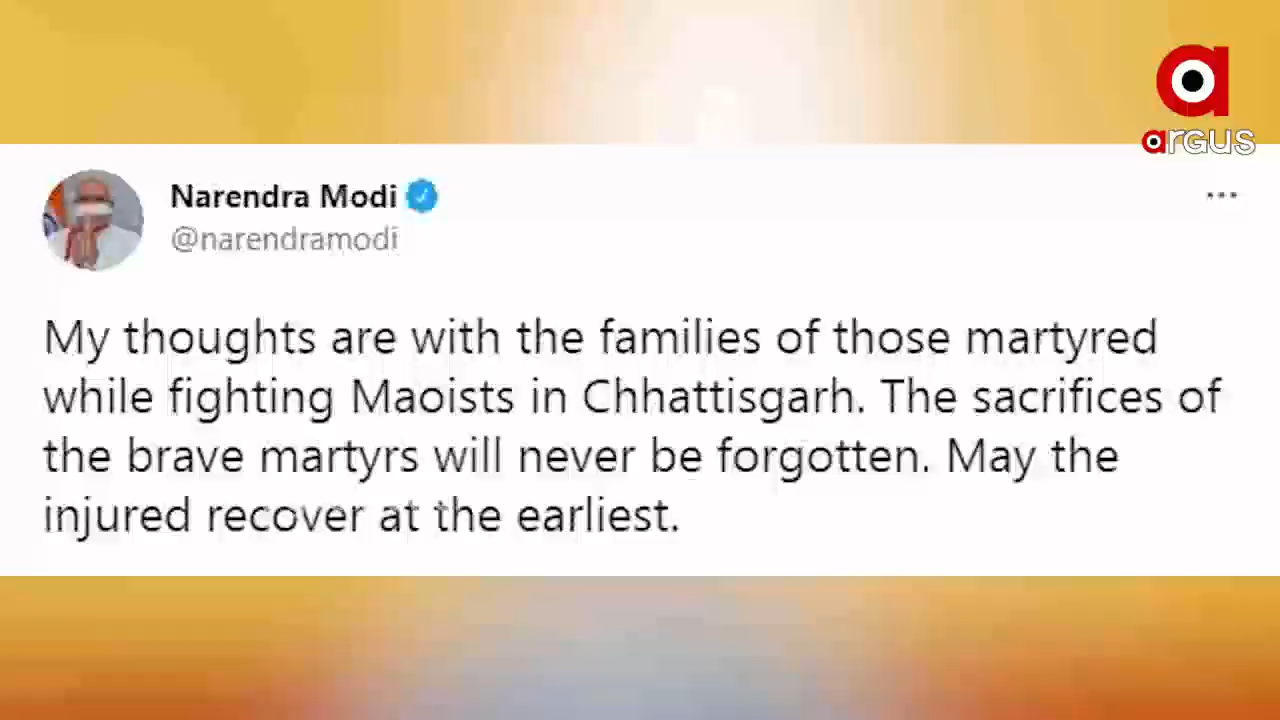 argus
Narendra Modi
@narendramodi
My thoughts are with the families of those martyred
while fighting Maoists in Chhattisgarh. The sacrifices of
the brave martyrs will never be forgotten. May the
injured recover at the earliest.